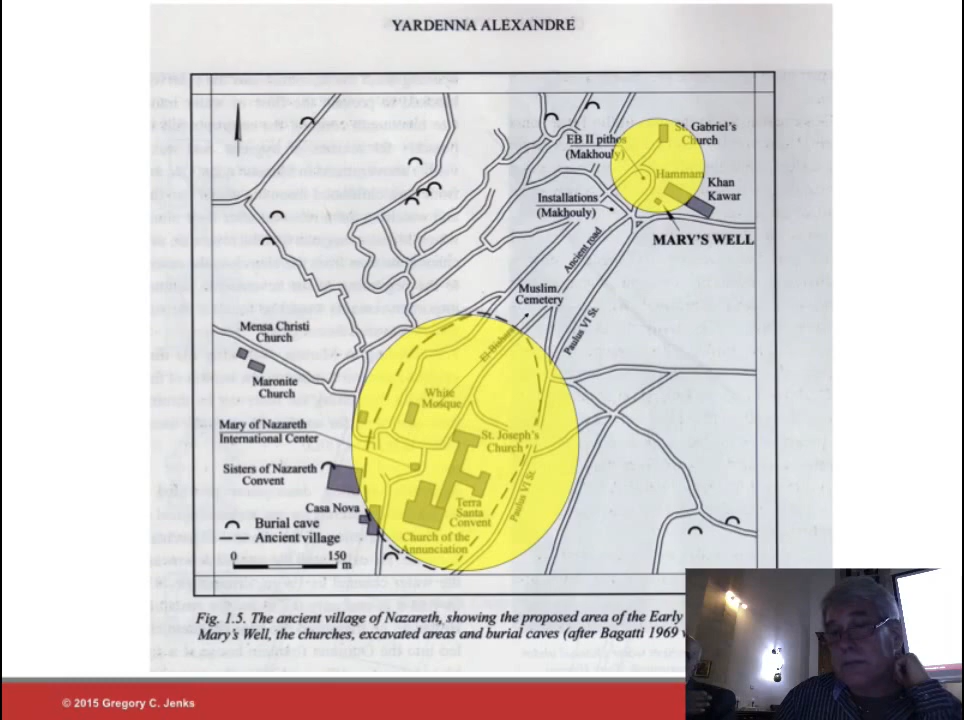 YARDENNA ALEXANDRE
St. Gabriel's
Church
EB II pithos
(Makhouly)
Hammam
Khan
Kawar
Installations
(Makhouly)
MARY'S WELL
Ancient road
Muslim
Cemetery
Paulus VI St.
Mensa Christi
Church
Maronite
Church
White
Mosque
Mary of Nazareth
International Center
St. Joseph's
Church
Sisters of Nazareth
Convent
Paulus VI St.
Casa Nova
Terra
Santa
Convent
Burial cave
Ancient village
Church of the
Annunciation
0 150
m
Fig. 1.5. The ancient village of Nazareth, showing the proposed area of the Early
Mary's Well, the churches, excavated areas and burial caves (after Bagatti 1969
© 2015 Gregory C. Jenks